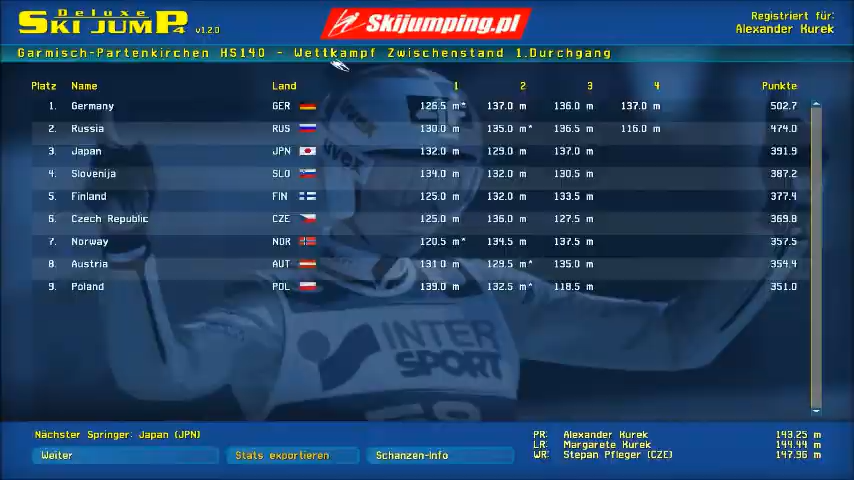 Deluxe
SKI JUMP 4 v1.2.0
Skijumping.pl
Registriert für:
Alexander Kurek
Garmisch-Partenkirchen HS140 - Wettkampf Zwischenstand 1.Durchgang
Platz Name Land 1 2 3 4 Punkte
1. Germany GER 126.5 m* 137.0 m 136.0 m 137.0 m 502.7
2. Russia RUS 130.0 m 135.0 m* 136.5 m 116.0 m 474.0
3. Japan JPN 132.0 m 129.0 m 137.0 m 391.9
4. Slovenija SLO 134.0 m 132.0 m 130.5 m 387.2
5. Finland FIN 125.0 m 132.0 m 133.5 m 377.4
6. Czech Republic CZE 125.0 m 136.0 m 127.5 m 369.8
7. Norway NOR 120.5 m* 134.5 m 137.5 m 357.5
8. Austria AUT 131.0 m 129.5 m* 135.0 m 354.4
9. Poland POL 139.0 m 132.5 m* 118.5 m 351.0
uvex
uvex
INTER
SPORT
Nächster Springer: Japan (JPN)
PR: Alexander Kurek 143.25 m
LR: Margarete Kurek 144.44 m
WR: Stepan Pfleger (CZE) 147.96 m
Weiter Stats exportieren Schanzen-Info